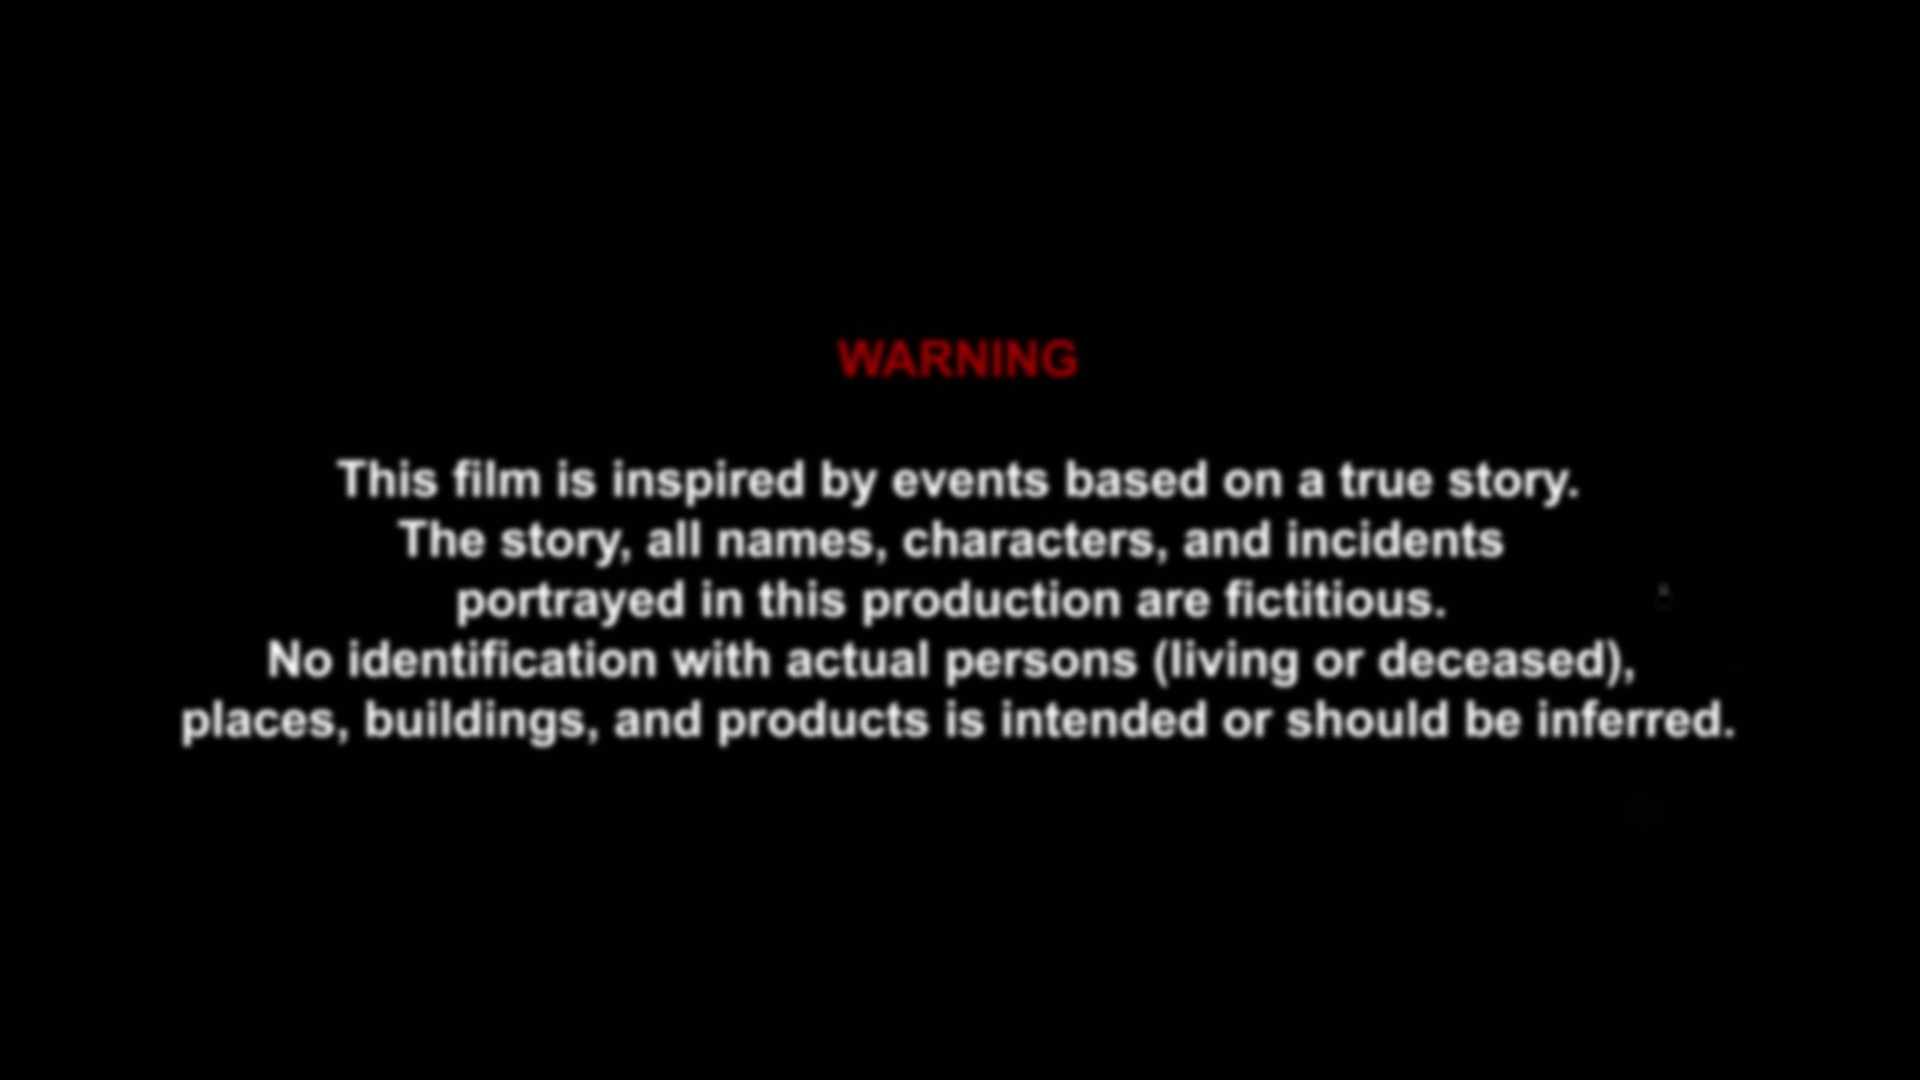 WARNING
This film is inspired by events based on a true story.
The story, all names, characters, and incidents
portrayed in this production are fictitious.
No identification with actual persons (living or deceased),
places, buildings, and products is intended or should be inferred.